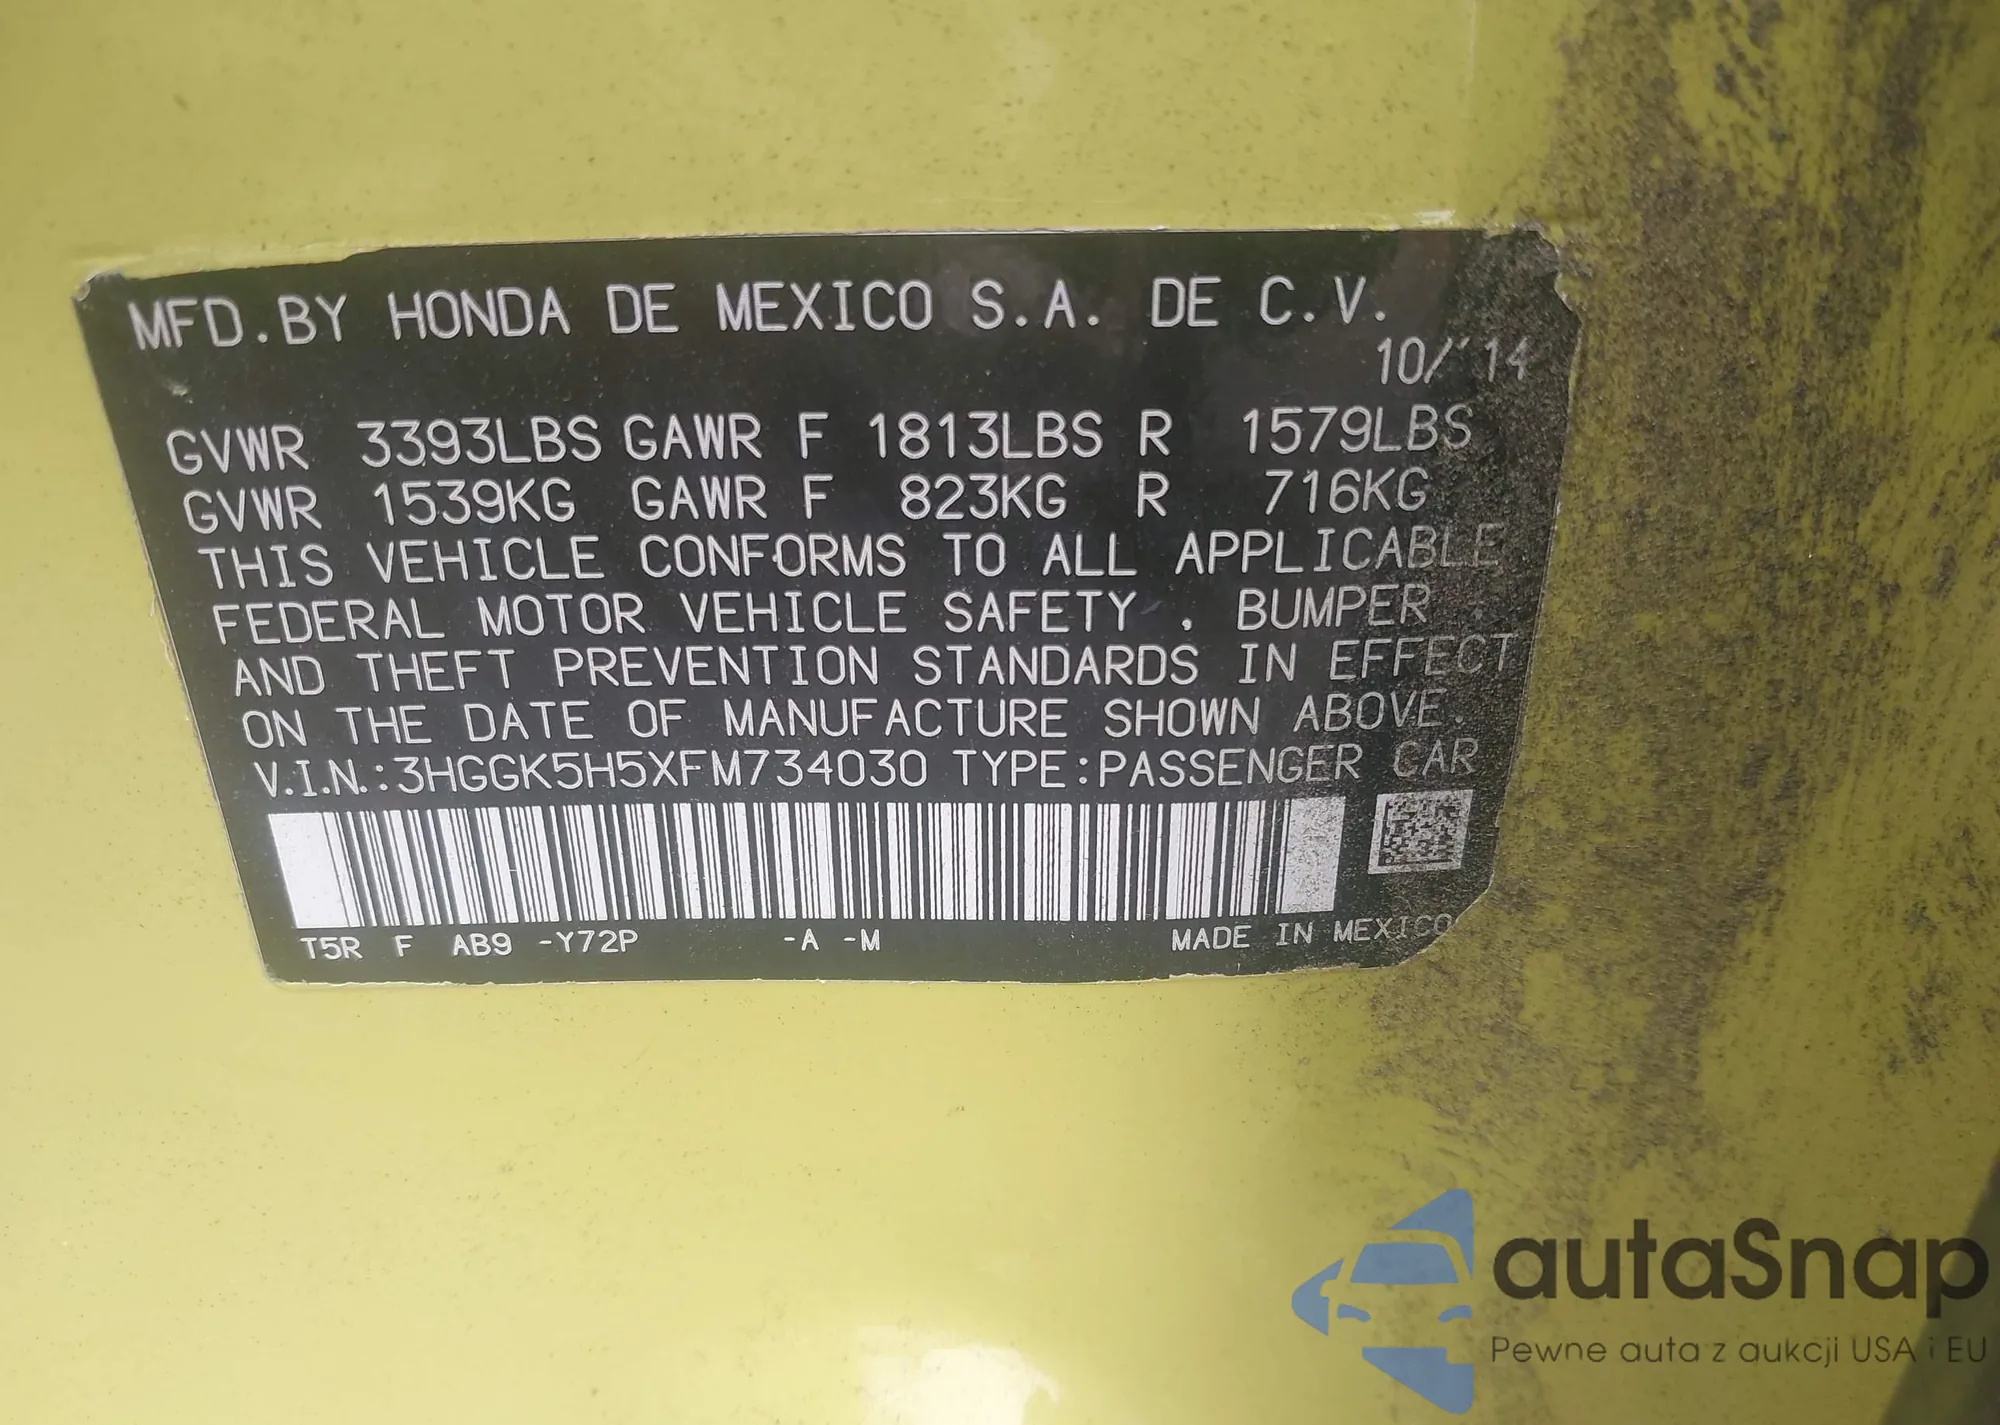 MFD.BY HONDA DE MEXICO S.A. DE C.V.
10/'14
GVWR 3393LBS GAWR F 1813LBS R 1579LBS
GVWR 1539KG GAWR F 823KG R 716KG
THIS VEHICLE CONFORMS TO ALL APPLICABLE
FEDERAL MOTOR VEHICLE SAFETY , BUMPER ,
AND THEFT PREVENTION STANDARDS IN EFFECT
ON THE DATE OF MANUFACTURE SHOWN ABOVE.
V.I.N.:3HGGK5H5XFM734030 TYPE:PASSENGER CAR
T5R F AB9 -Y72P -A -M MADE IN MEXICO
autaSnap
Pewne auta z aukcji USA i EU